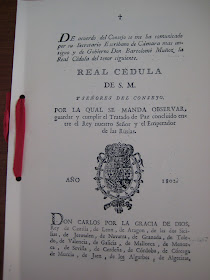 DE acuerdo del Consejo se me ha comunicado
por su Secretario Escribano de Cámara mas anti-
guo y de Gobierno Don Bartolomé Muñoz, la
Real Cédula del tenor siguiente.
REAL CEDULA
DE S. M.
Y SEÑORES DEL CONSEJO,
POR LA QUAL SE MANDA OBSERVAR,
guardar y cumplir el Tratado de Paz concluido en-
tre el Rey nuestro Señor y el Emperador
de las Rusias.
AÑO
DON CARLOS POR LA GRACIA DE DIOS,
Rey de Castilla, de Leon, de Aragon, de las dos Sici-
lias, de Jerusalen, de Navarra, de Granada, de Tole-
do, de Valencia, de Galicia, de Mallorca, de Menor-
ca, de Sevilla, de Cerdeña, de Córdoba, de Córcega,
de Murcia, de Jaen, de los Algarbes, de Algeciras,